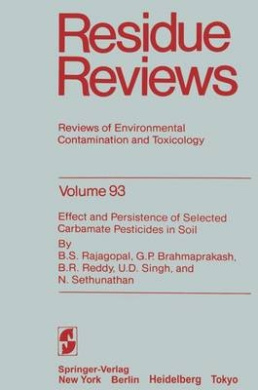 Residue
Reviews
Reviews of Environmental
Contamination and Toxicology
Volume 93
Effect and Persistence of Selected
Carbamate Pesticides in Soil
By
B.S. Rajagopal, G.P. Brahmaprakash,
B.R. Reddy, U.D. Singh, and
N. Sethunathan
Springer-Verlag
New York Berlin Heidelberg Tokyo